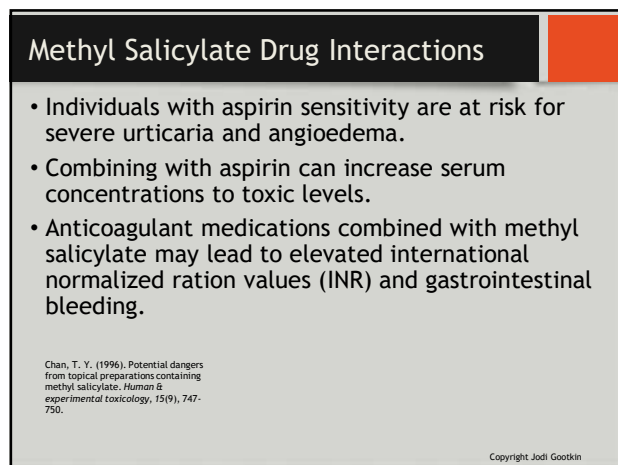 Methyl Salicylate Drug Interactions
• Individuals with aspirin sensitivity are at risk for
severe urticaria and angioedema.
• Combining with aspirin can increase serum
concentrations to toxic levels.
• Anticoagulant medications combined with methyl
salicylate may lead to elevated international
normalized ration values (INR) and gastrointestinal
bleeding.
Chan, T. Y. (1996). Potential dangers
from topical preparations containing
methyl salicylate. Human &
experimental toxicology, 15(9), 747-
750.
Copyright Jodi Gootkin